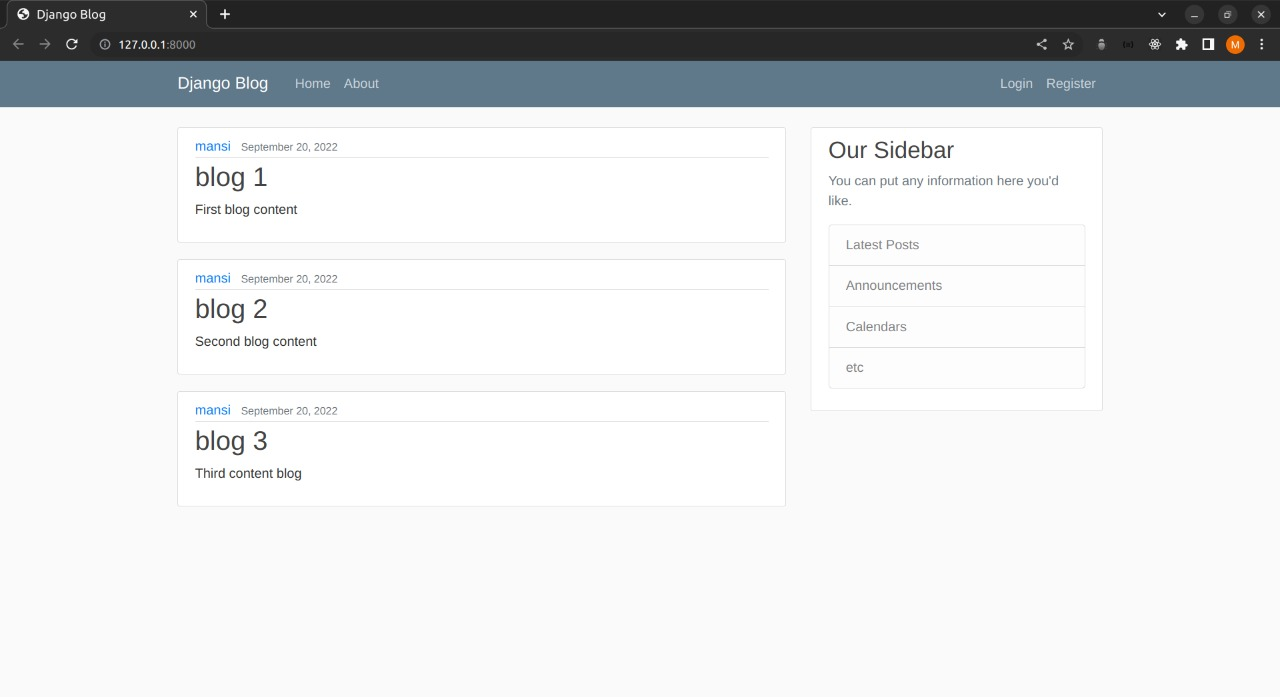 Django Blog
127.0.0.1:8000
M
Django Blog Home About Login Register
mansi September 20, 2022
blog 1
First blog content
mansi September 20, 2022
blog 2
Second blog content
mansi September 20, 2022
blog 3
Third content blog
Our Sidebar
You can put any information here you'd
like.
Latest Posts
Announcements
Calendars
etc